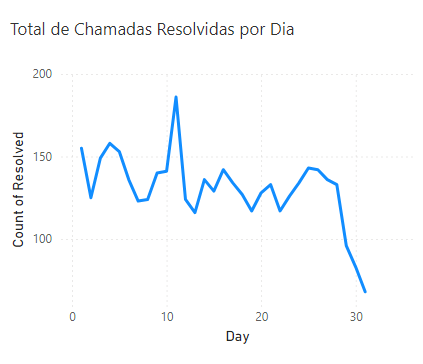 Total de Chamadas Resolvidas por Dia
200
150
100
Count of Resolved
0 10 20 30
Day